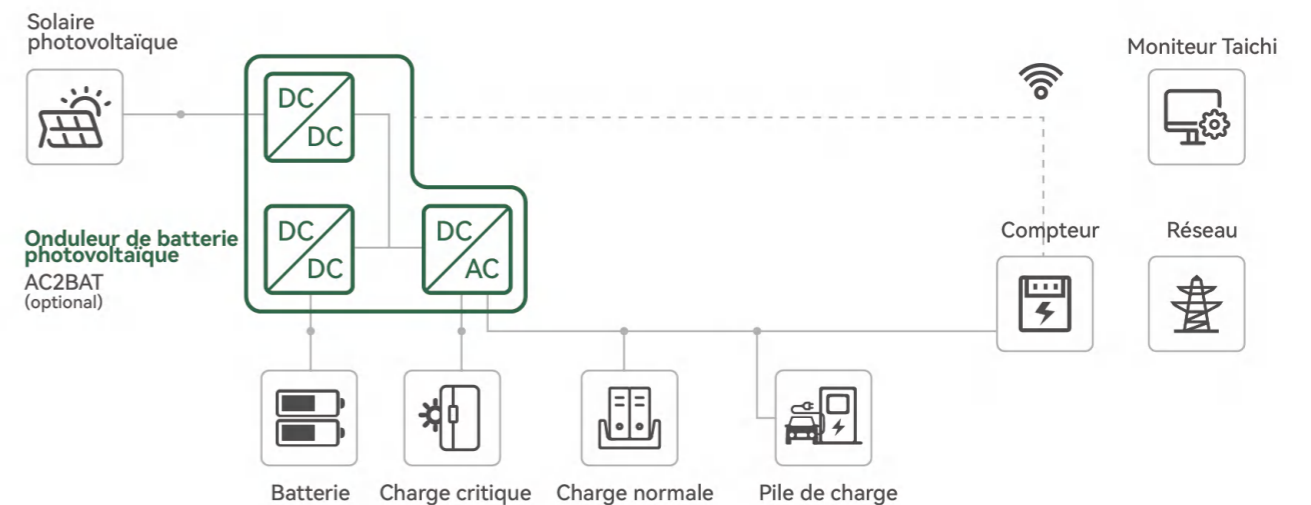 Solaire
photovoltaïque
Moniteur Taichi
DC
DC
Onduleur de batterie
photovoltaïque
AC2BAT
(optional)
DC
DC
DC
AC
Compteur
Réseau
Batterie
Charge critique
Charge normale
Pile de charge